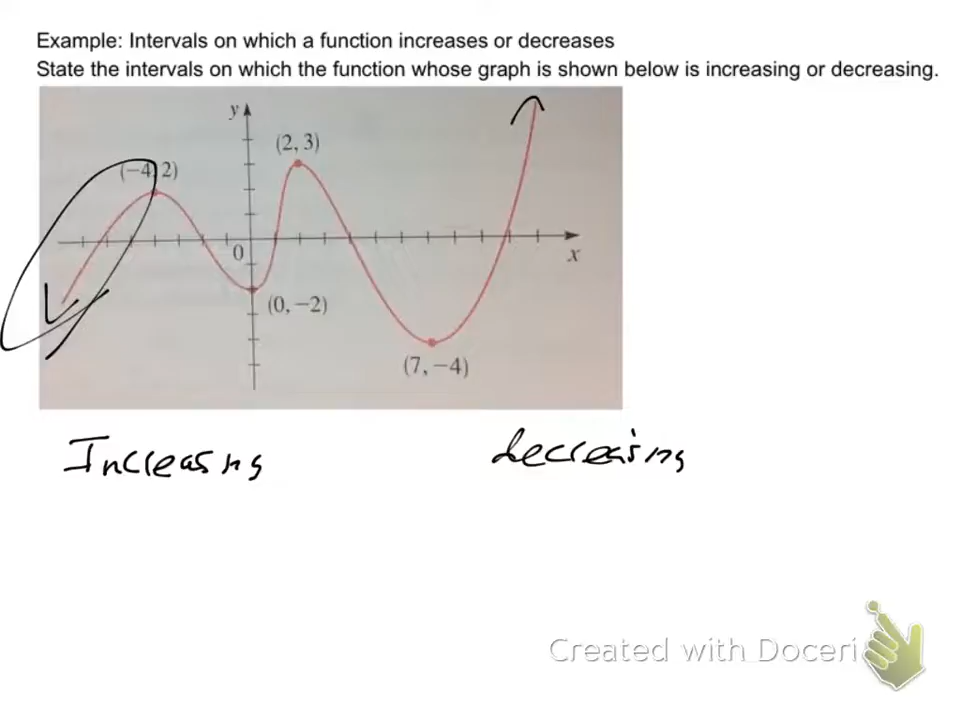 Example: Intervals on which a function increases or decreases
State the intervals on which the function whose graph is shown below is increasing or decreasing.
y
(2, 3)
(−4, 2)
0
x
(0, −2)
(7, −4)
Increasing decreasing
Created with Doceri